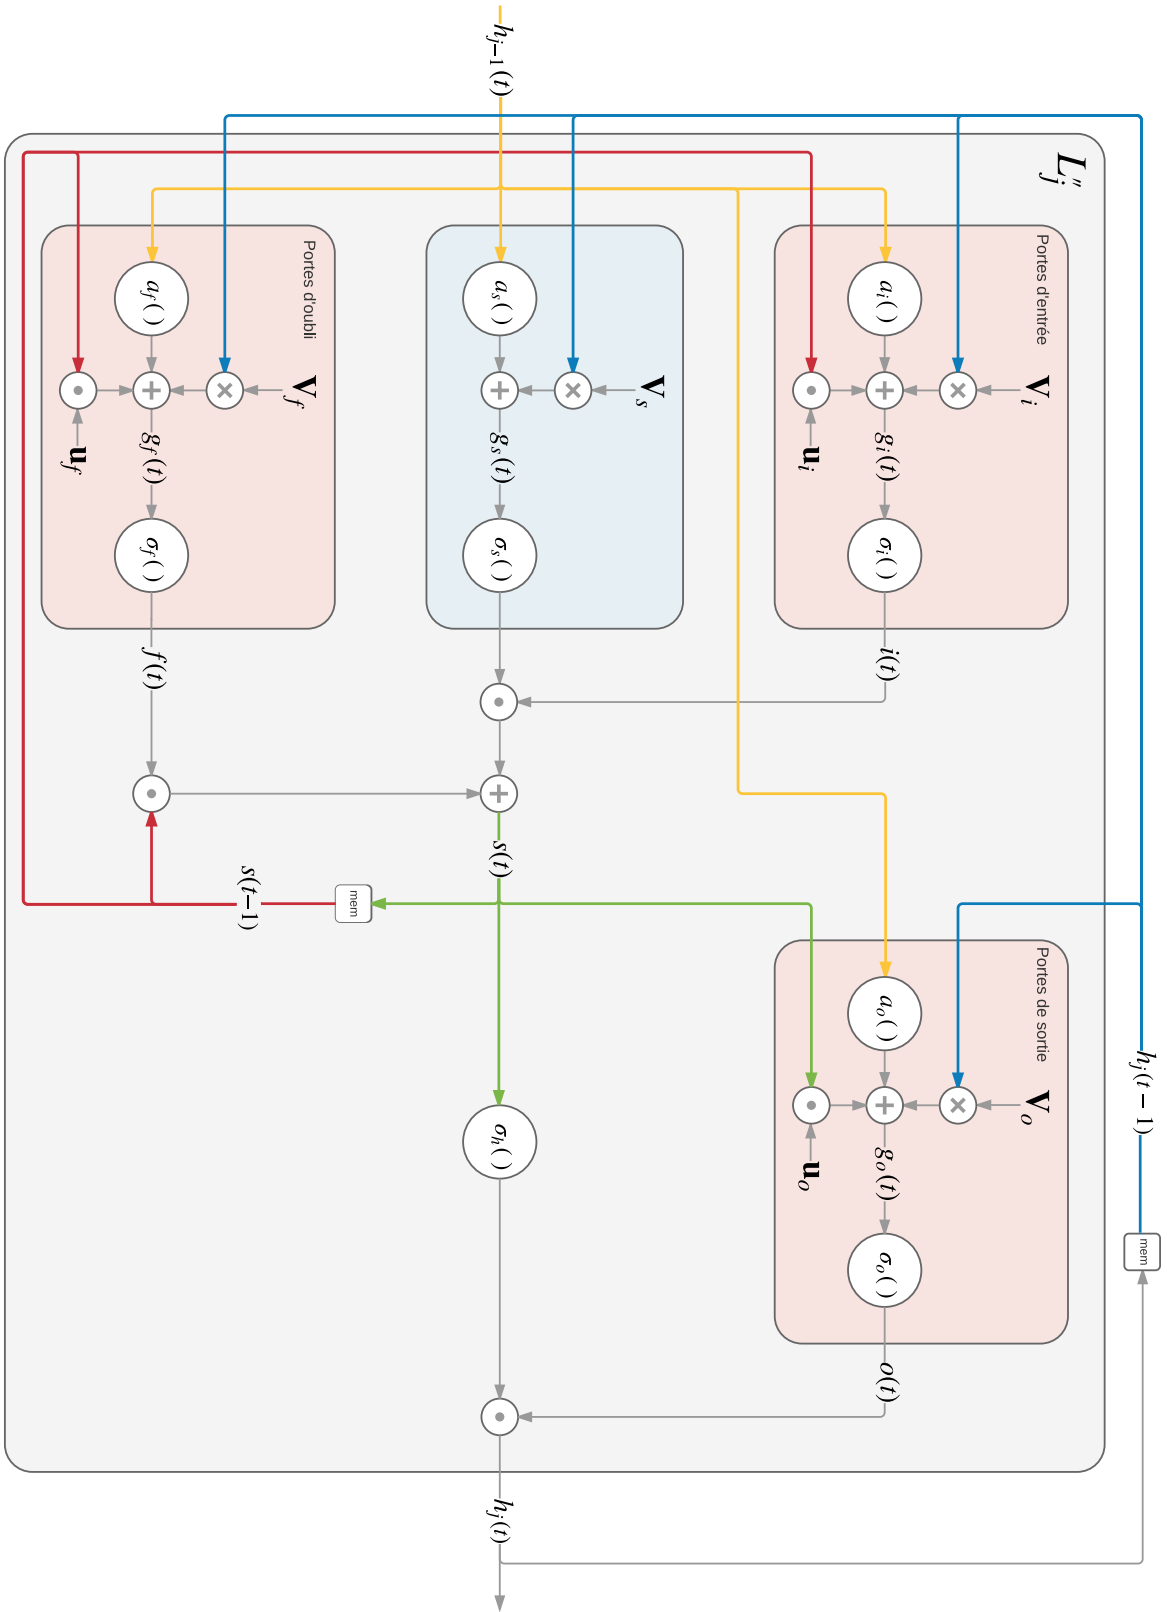 L''_j
h_j(t − 1)
mem
Portes d'entrée
V_i
a_i( )
g_i(t)
σ_i( )
i(t)
u_i
Portes de sortie
V_o
a_o( )
g_o(t)
σ_o( )
o(t)
u_o
h_{j−1}(t)
V_s
a_s( )
g_s(t)
σ_s( )
s(t)
σ_h( )
h_j(t)
mem
s(t−1)
Portes d'oubli
V_f
a_f( )
g_f(t)
σ_f( )
f(t)
u_f